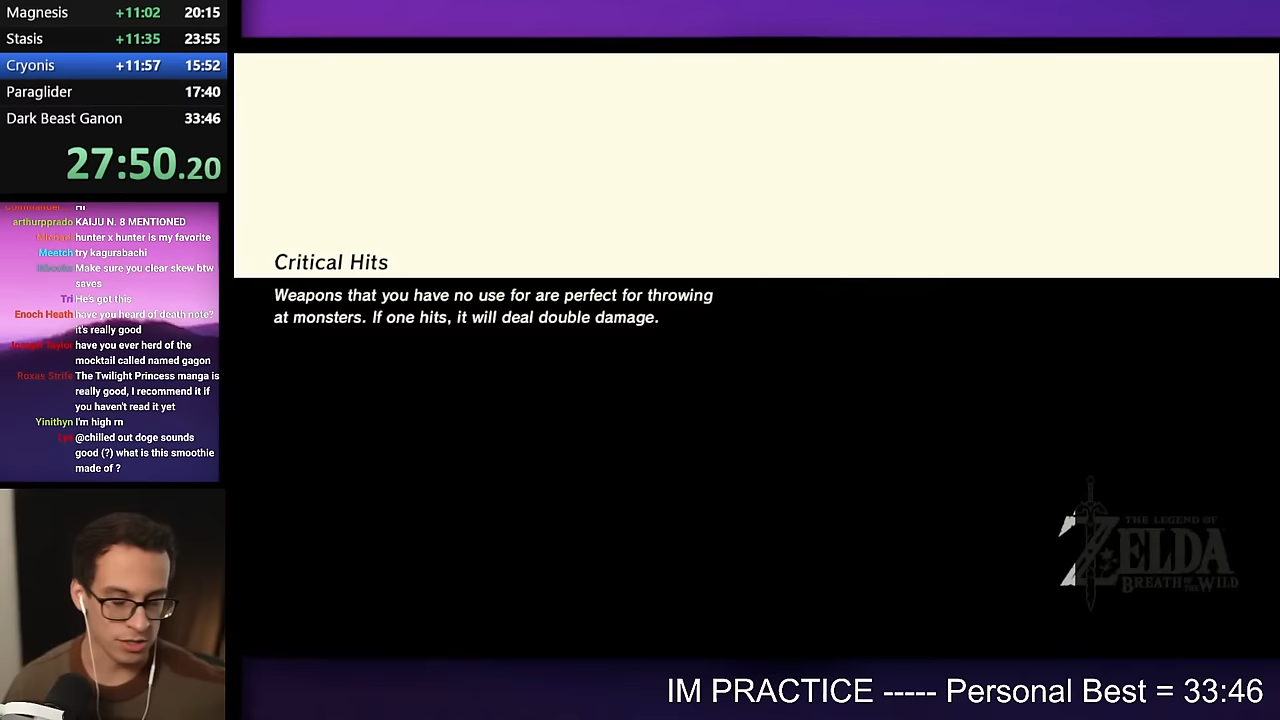 Magnesis +11:02 20:15
Stasis +11:35 23:55
Cryonis +11:57 15:52
Paraglider 17:40
Dark Beast Ganon 33:46
27:50.20
Hi
arthurpprado KAIJU N. 8 MENTIONED
hunter x hunter is my favorite
Meetch try kagurabachi
Make sure you clear skew btw
saves
Tri He's got this
Enoch Heath have you heard of death note?
it's really good
Joseph Taylor have you ever herd of the
mocktail called named gagon
Roxas Strife The Twilight Princess manga is
really good, I recommend it if
you haven't read it yet
Yinithyn I'm high rn
@chilled out doge sounds
good (?) what is this smoothie
made of ?
Critical Hits
Weapons that you have no use for are perfect for throwing
at monsters. If one hits, it will deal double damage.
THE LEGEND OF
ZELDA
BREATH OF THE WILD
IM PRACTICE ----- Personal Best = 33:46